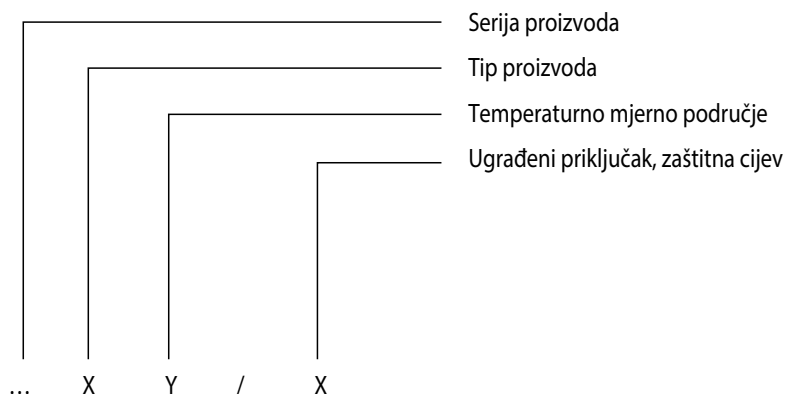 Serija proizvoda
Tip proizvoda
Temperaturno mjerno područje
Ugrađeni priključak, zaštitna cijev
... X Y / X